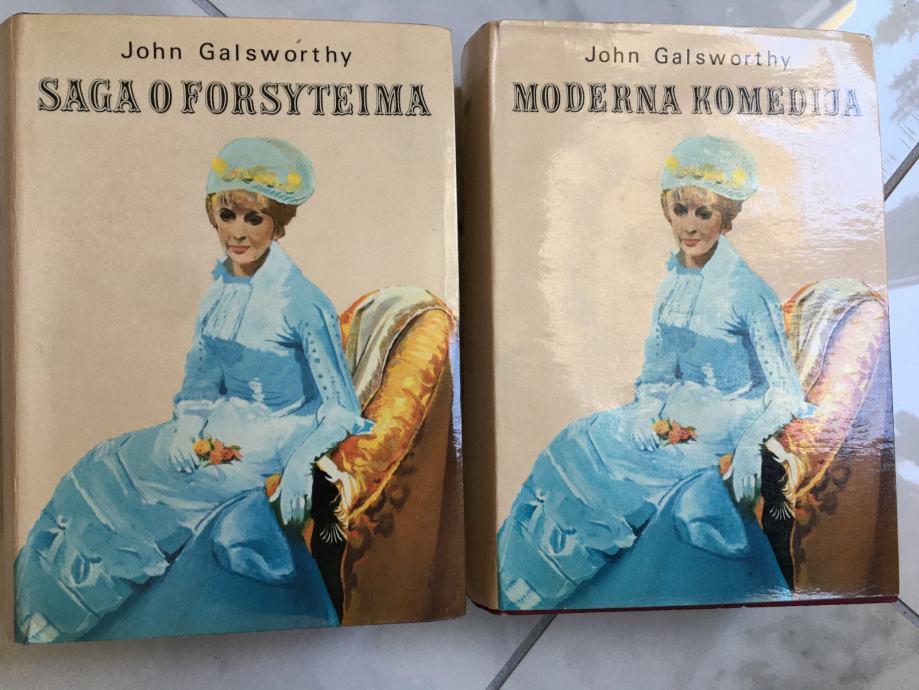 John Galsworthy
SAGA O FORSYTEIMA
John Galsworthy
MODERNA KOMEDIJA